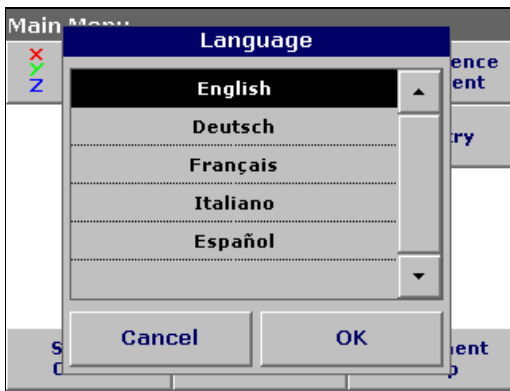 Main Menu
Language
X
Y
Z
English
Deutsch
Français
Italiano
Español
ence
ent
ry
Cancel
OK
S
C
ent
p